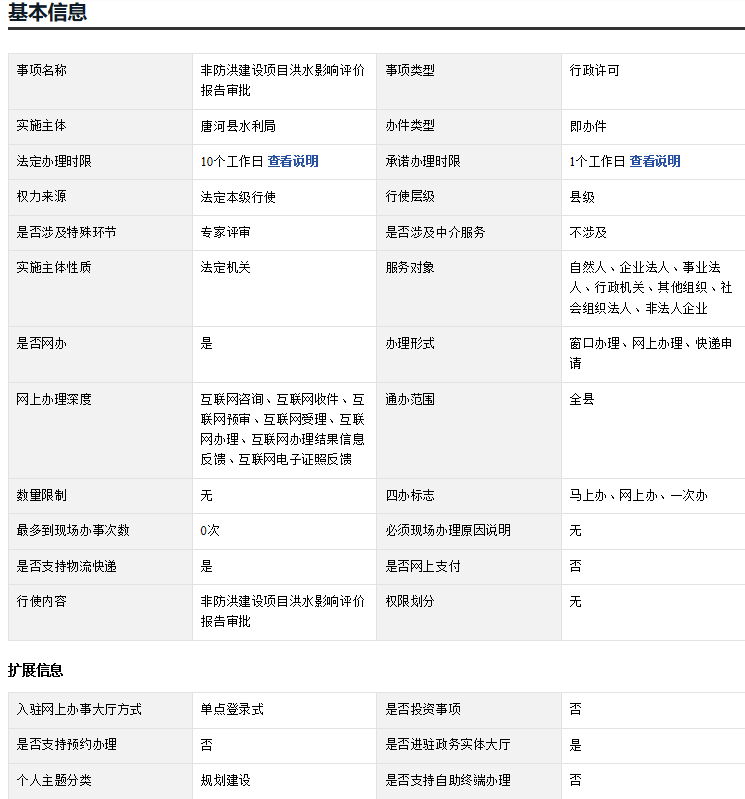 基本信息
事项名称
非防洪建设项目洪水影响评价
报告审批
事项类型
行政许可
实施主体
唐河县水利局
办件类型
即办件
法定办理时限
10个工作日 查看说明
承诺办理时限
1个工作日 查看说明
权力来源
法定本级行使
行使层级
县级
是否涉及特殊环节
专家评审
是否涉及中介服务
不涉及
实施主体性质
法定机关
服务对象
自然人、企业法人、事业法
人、行政机关、其他组织、社
会组织法人、非法人企业
是否网办
是
办理形式
窗口办理、网上办理、快递申
请
网上办理深度
互联网咨询、互联网收件、互
联网预审、互联网受理、互联
网办理、互联网办理结果信息
反馈、互联网电子证照反馈
通办范围
全县
数量限制
无
四办标志
马上办、网上办、一次办
最多到现场办事次数
0次
必须现场办理原因说明
无
是否支持物流快递
是
是否网上支付
否
行使内容
非防洪建设项目洪水影响评价
报告审批
权限划分
无
扩展信息
入驻网上办事大厅方式
单点登录式
是否投资事项
否
是否支持预约办理
否
是否进驻政务实体大厅
是
个人主题分类
规划建设
是否支持自助终端办理
否